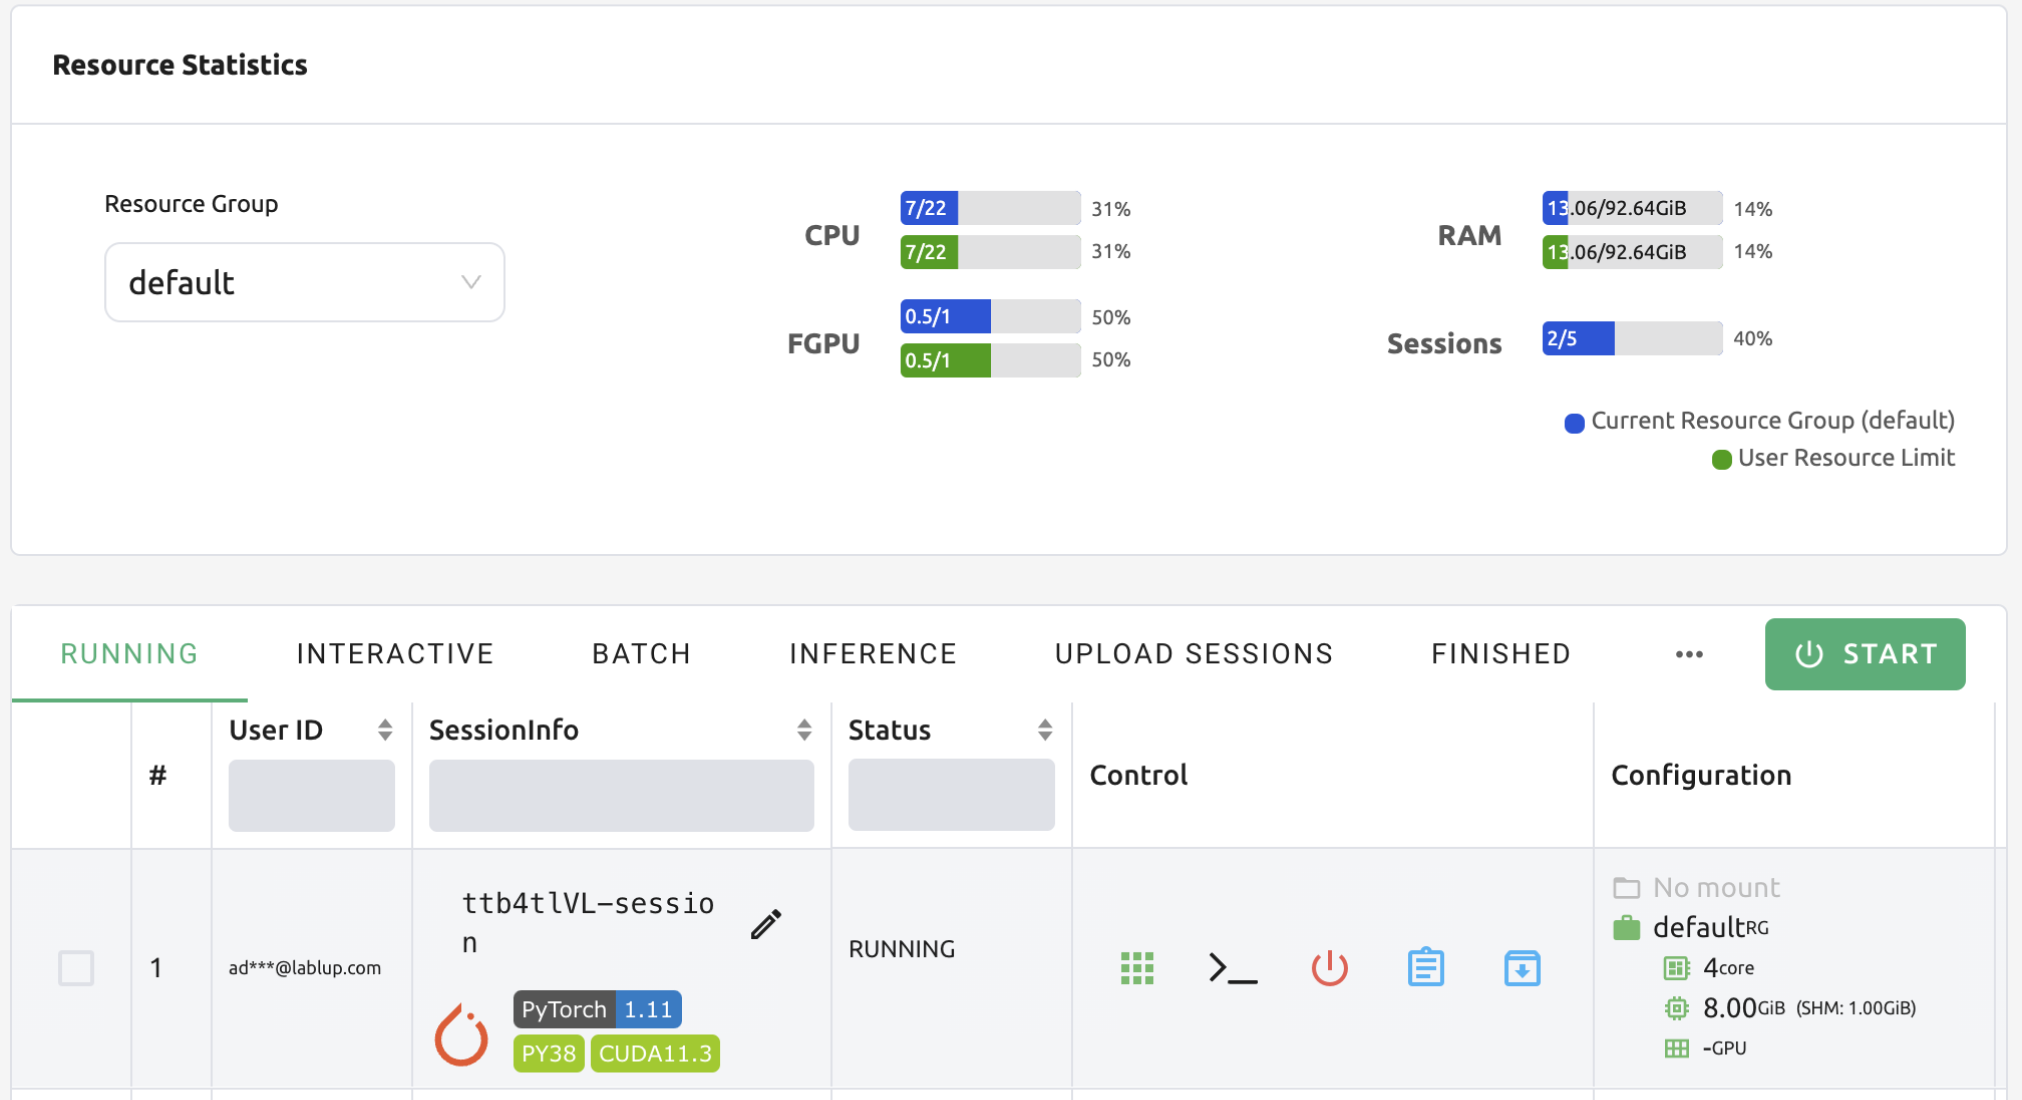 Resource Statistics
Resource Group
default
CPU
7/22 31%
7/22 31%
FGPU
0.5/1 50%
0.5/1 50%
RAM
13.06/92.64GiB 14%
13.06/92.64GiB 14%
Sessions
2/5 40%
Current Resource Group (default)
User Resource Limit
RUNNING INTERACTIVE BATCH INFERENCE UPLOAD SESSIONS FINISHED ••• START
# User ID SessionInfo Status Control Configuration
1 ad***@lablup.com
ttb4tlVL-sessio
n
PyTorch 1.11
PY38 CUDA11.3
RUNNING
No mount
defaultRG
4core
8.00GiB (SHM: 1.00GiB)
-GPU